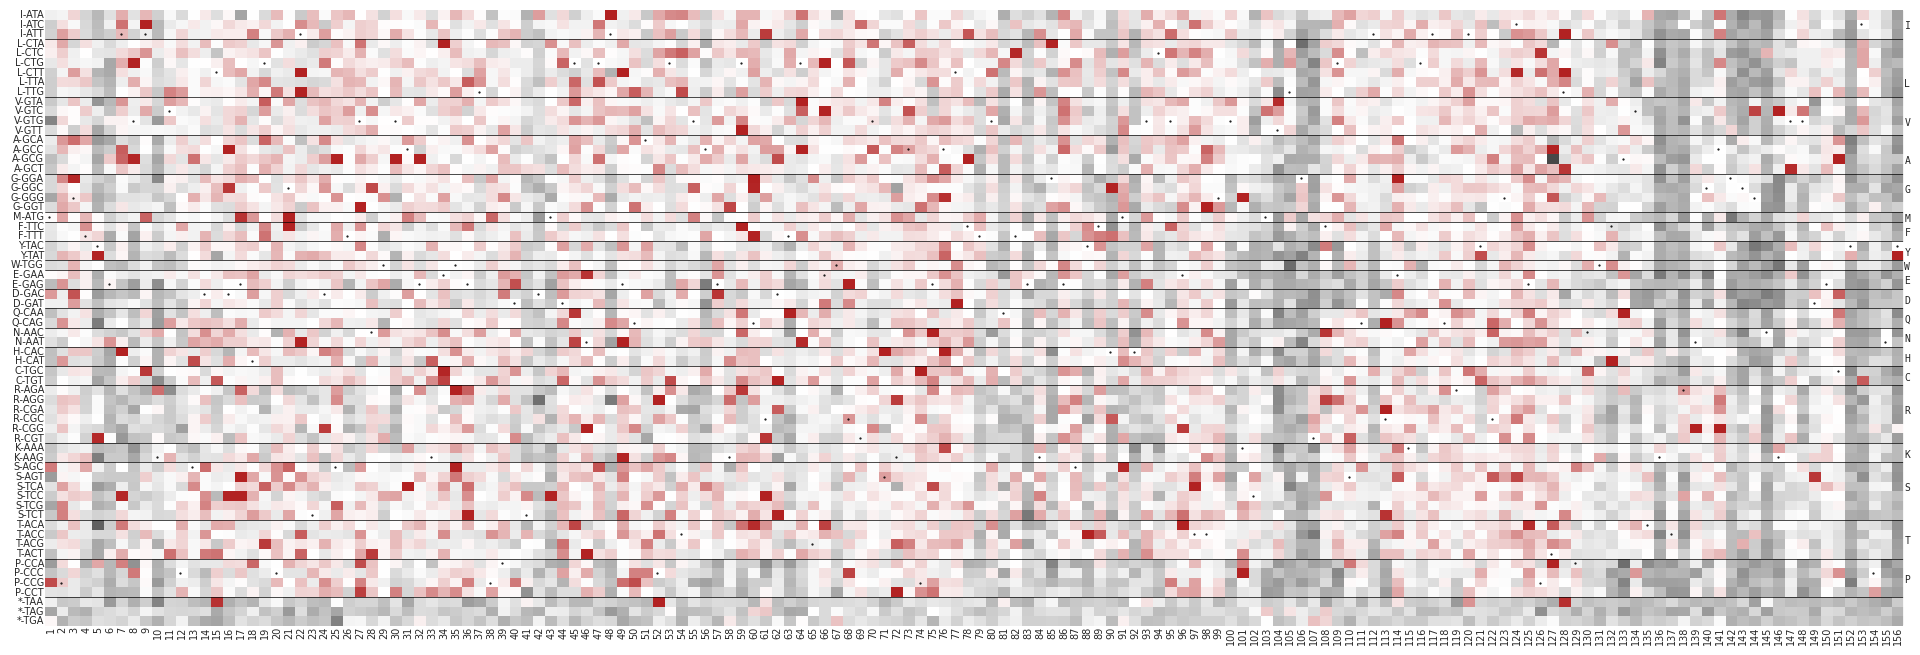 I-ATA
I-ATC
I
I-ATT
L-CTA
L-CTC
L-CTG
L-CTT
L-TTA
L
L-TTG
V-GTA
V-GTC
V-GTG
V
V-GTT
A-GCA
A-GCC
A-GCG
A
A-GCT
G-GGA
G-GGC
G
G-GGG
G-GGT
M-ATG
M
F-TTC
F
F-TTT
Y-TAC
Y-TAT
Y
W-TGG
W
E-GAA
E-GAG
E
D-GAC
D-GAT
D
Q-CAA
Q-CAG
Q
N-AAC
N-AAT
N
H-CAC
H-CAT
H
C-TGC
C-TGT
C
R-AGA
R-AGG
R-CGA
R
R-CGC
R-CGG
R-CGT
K-AAA
K-AAG
K
S-AGC
S-AGT
S-TCA
S
S-TCC
S-TCG
S-TCT
T-ACA
T-ACC
T-ACG
T
T-ACT
P-CCA
P-CCC
P-CCG
P
P-CCT
*-TAA
*-TAG
*-TGA
1 2 3 4 5 6 7 8 9 10 11 12 13 14 15 16 17 18 19 20 21 22 23 24 25 26 27 28 29 30 31 32 33 34 35 36 37 38 39 40 41 42 43 44 45 46 47 48 49 50 51 52 53 54 55 56 57 58 59 60 61 62 63 64 65 66 67 68 69 70 71 72 73 74 75 76 77 78 79 80 81 82 83 84 85 86 87 88 89 90 91 92 93 94 95 96 97 98 99 100 101 102 103 104 105 106 107 108 109 110 111 112 113 114 115 116 117 118 119 120 121 122 123 124 125 126 127 128 129 130 131 132 133 134 135 136 137 138 139 140 141 142 143 144 145 146 147 148 149 150 151 152 153 154 155 156